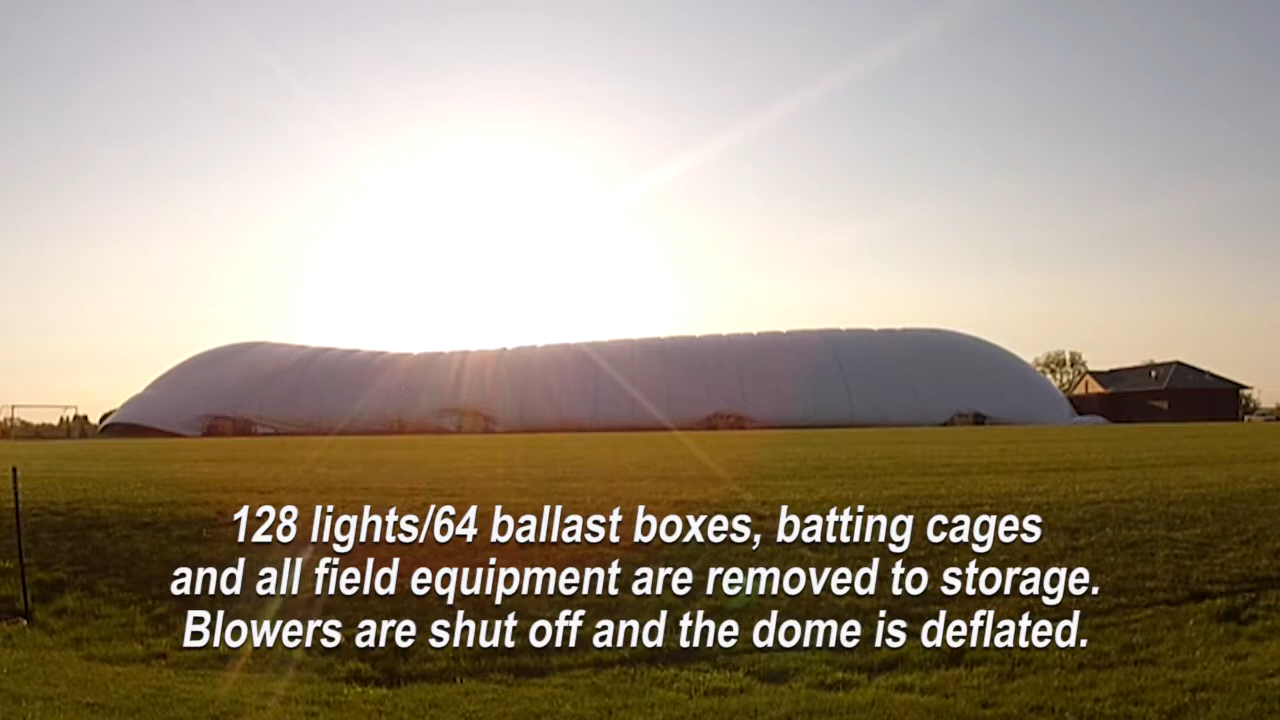 128 lights/64 ballast boxes, batting cages
and all field equipment are removed to storage.
Blowers are shut off and the dome is deflated.